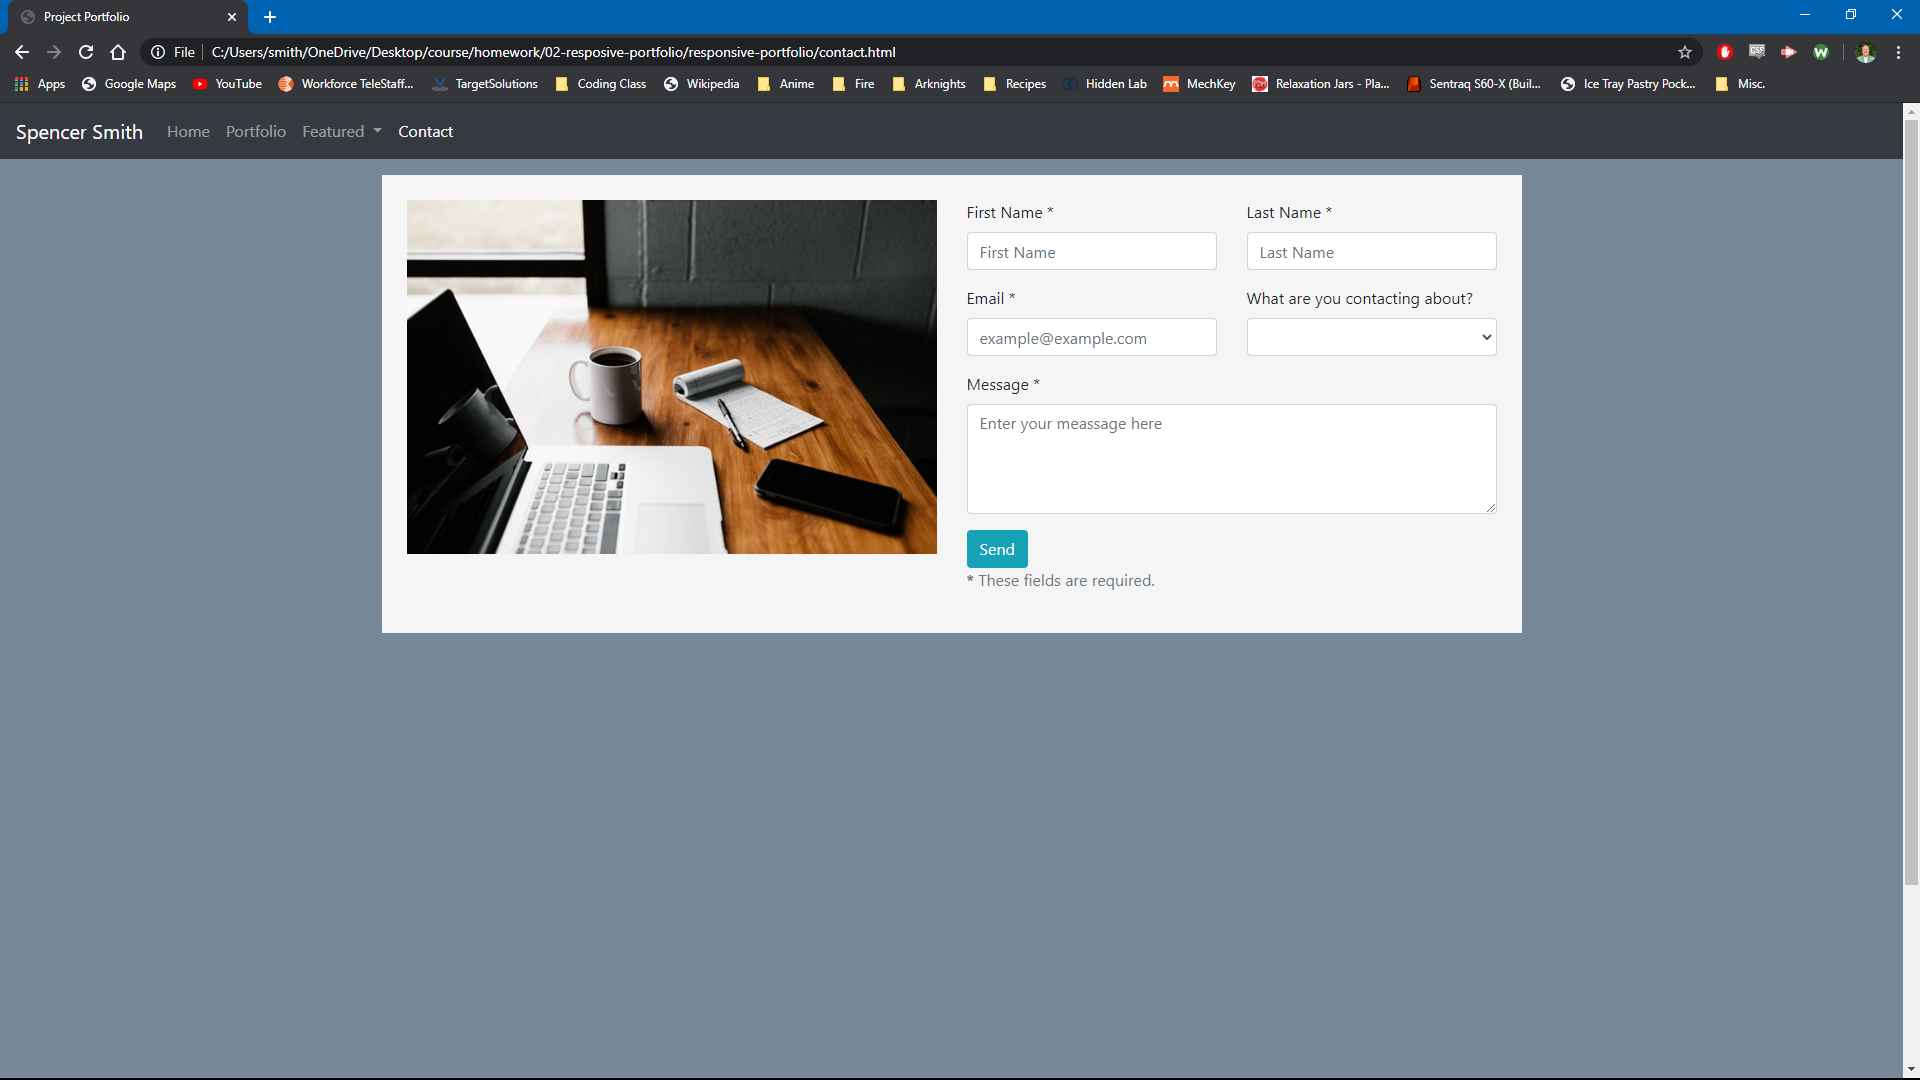 Project Portfolio
File C:/Users/smith/OneDrive/Desktop/course/homework/02-resposive-portfolio/responsive-portfolio/contact.html
Apps Google Maps YouTube Workforce TeleStaff... TargetSolutions Coding Class Wikipedia Anime Fire Arknights Recipes Hidden Lab MechKey Relaxation Jars - Pla... Sentraq S60-X (Buil... Ice Tray Pastry Pock... Misc.
Spencer Smith Home Portfolio Featured Contact
First Name * Last Name *
First Name Last Name
Email * What are you contacting about?
example@example.com
Message *
Enter your meassage here
Send
* These fields are required.